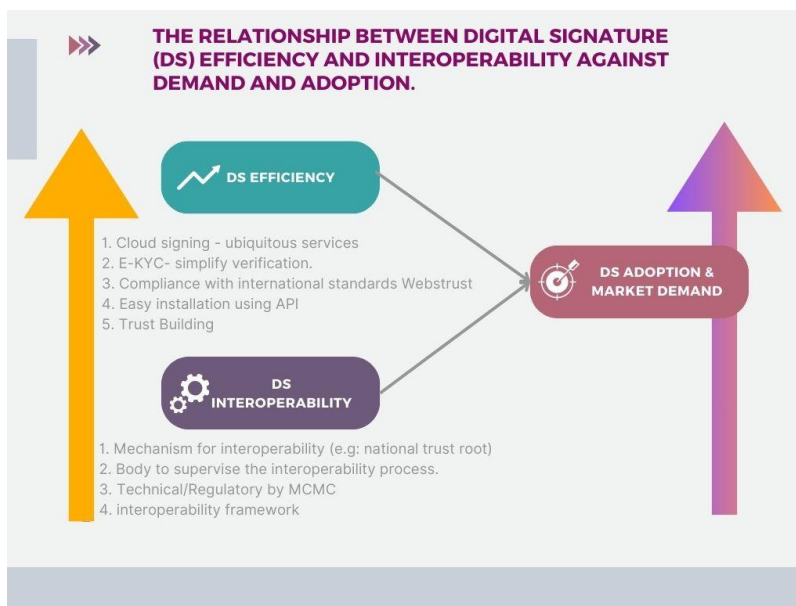 THE RELATIONSHIP BETWEEN DIGITAL SIGNATURE
(DS) EFFICIENCY AND INTEROPERABILITY AGAINST
DEMAND AND ADOPTION.
DS EFFICIENCY
1. Cloud signing - ubiquitous services
2. E-KYC- simplify verification.
3. Compliance with international standards Webstrust
4. Easy installation using API
5. Trust Building
DS ADOPTION &
MARKET DEMAND
DS
INTEROPERABILITY
1. Mechanism for interoperability (e.g: national trust root)
2. Body to supervise the interoperability process.
3. Technical/Regulatory by MCMC
4. interoperability framework